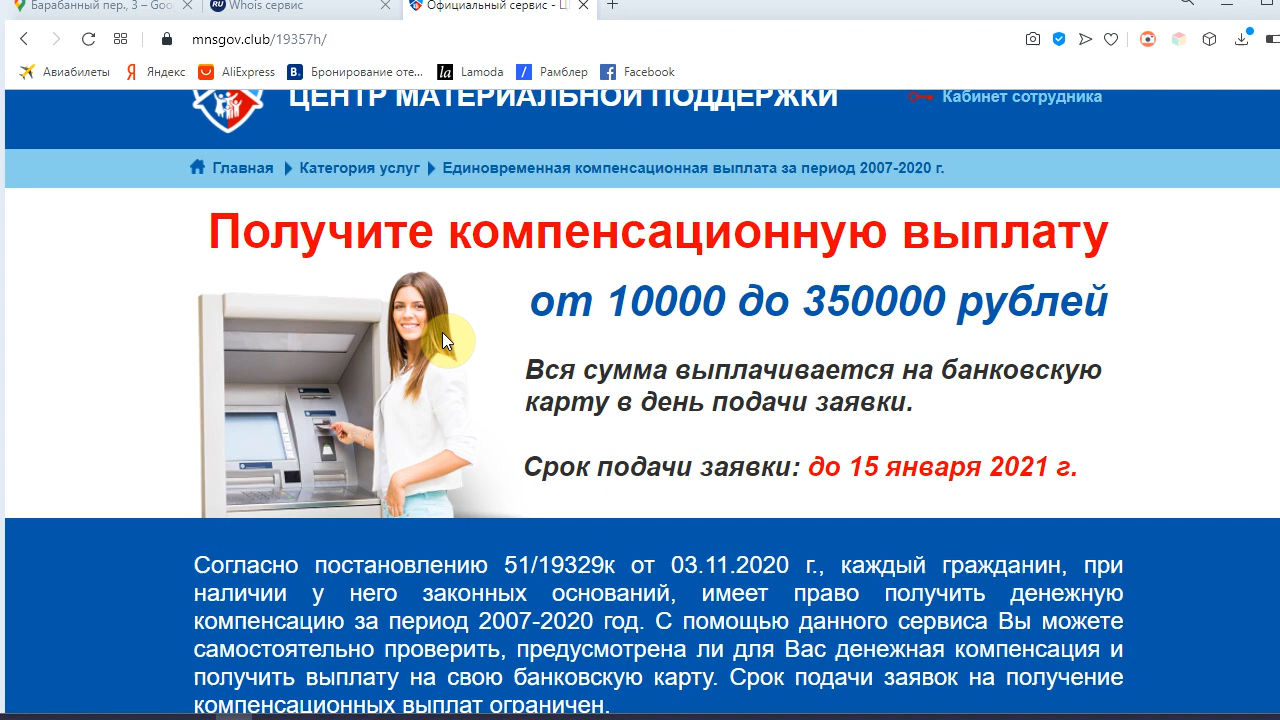 Барабанный пер., 3 – Goo
RU Whois сервис
Официальный сервис - Ц
mnsgov.club/19357h/
Авиабилеты
Я Яндекс
AliExpress
B. Бронирование оте...
la Lamoda
Рамблер
f Facebook
ЦЕНТР МАТЕРИАЛЬНОЙ ПОДДЕРЖКИ
Кабинет сотрудника
Главная
Категория услуг
Единовременная компенсационная выплата за период 2007-2020 г.
Получите компенсационную выплату
от 10000 до 350000 рублей
Вся сумма выплачивается на банковскую
карту в день подачи заявки.
Срок подачи заявки: до 15 января 2021 г.
Согласно постановлению 51/19329к от 03.11.2020 г., каждый гражданин, при
наличии у него законных оснований, имеет право получить денежную
компенсацию за период 2007-2020 год. С помощью данного сервиса Вы можете
самостоятельно проверить, предусмотрена ли для Вас денежная компенсация и
получить выплату на свою банковскую карту. Срок подачи заявок на получение
компенсационных выплат ограничен.